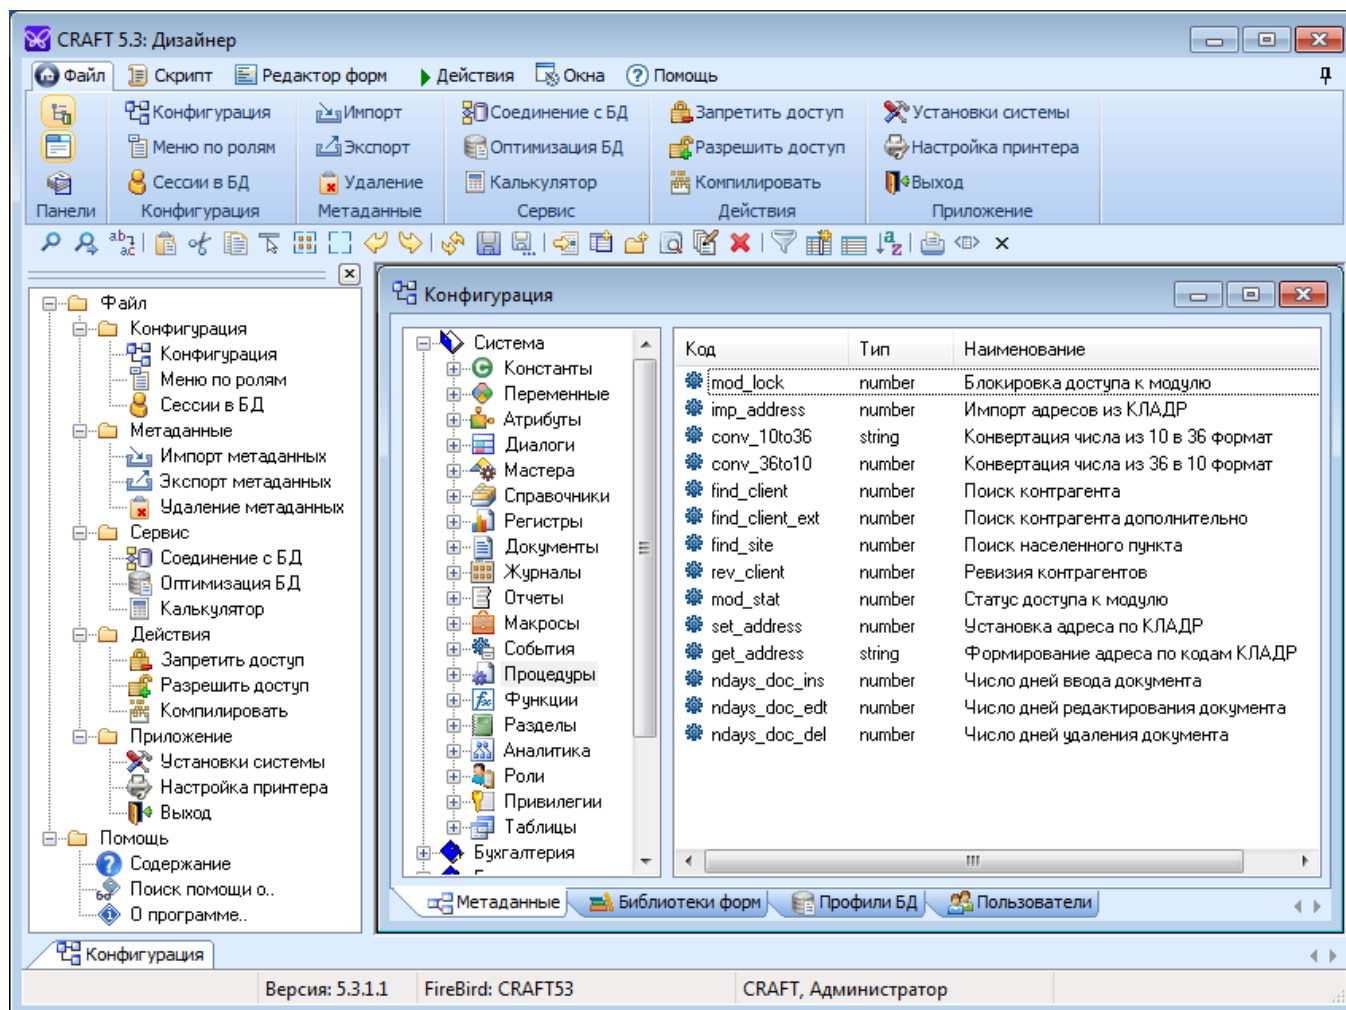 CRAFT 5.3: Дизайнер
Файл Скрипт Редактор форм Действия Окна Помощь
Конфигурация Импорт Соединение с БД Запретить доступ Установки системы
Меню по ролям Экспорт Оптимизация БД Разрешить доступ Настройка принтера
Сессии в БД Удаление Калькулятор Компилировать Выход
Панели Конфигурация Метаданные Сервис Действия Приложение
Файл
Конфигурация
Конфигурация
Меню по ролям
Сессии в БД
Метаданные
Импорт метаданных
Экспорт метаданных
Удаление метаданных
Сервис
Соединение с БД
Оптимизация БД
Калькулятор
Действия
Запретить доступ
Разрешить доступ
Компилировать
Приложение
Установки системы
Настройка принтера
Выход
Помощь
Содержание
Поиск помощи о..
О программе..
Конфигурация
Система
Константы
Переменные
Атрибуты
Диалоги
Мастера
Справочники
Регистры
Документы
Журналы
Отчеты
Макросы
События
Процедуры
Функции
Разделы
Аналитика
Роли
Привилегии
Таблицы
Бухгалтерия
Код Тип Наименование
mod_lock number Блокировка доступа к модулю
imp_address number Импорт адресов из КЛАДР
conv_10to36 string Конвертация числа из 10 в 36 формат
conv_36to10 number Конвертация числа из 36 в 10 формат
find_client number Поиск контрагента
find_client_ext number Поиск контрагента дополнительно
find_site number Поиск населенного пункта
rev_client number Ревизия контрагентов
mod_stat number Статус доступа к модулю
set_address number Установка адреса по КЛАДР
get_address string Формирование адреса по кодам КЛАДР
ndays_doc_ins number Число дней ввода документа
ndays_doc_edt number Число дней редактирования документа
ndays_doc_del number Число дней удаления документа
Метаданные Библиотеки форм Профили БД Пользователи
Конфигурация
Версия: 5.3.1.1 FireBird: CRAFT53 CRAFT, Администратор